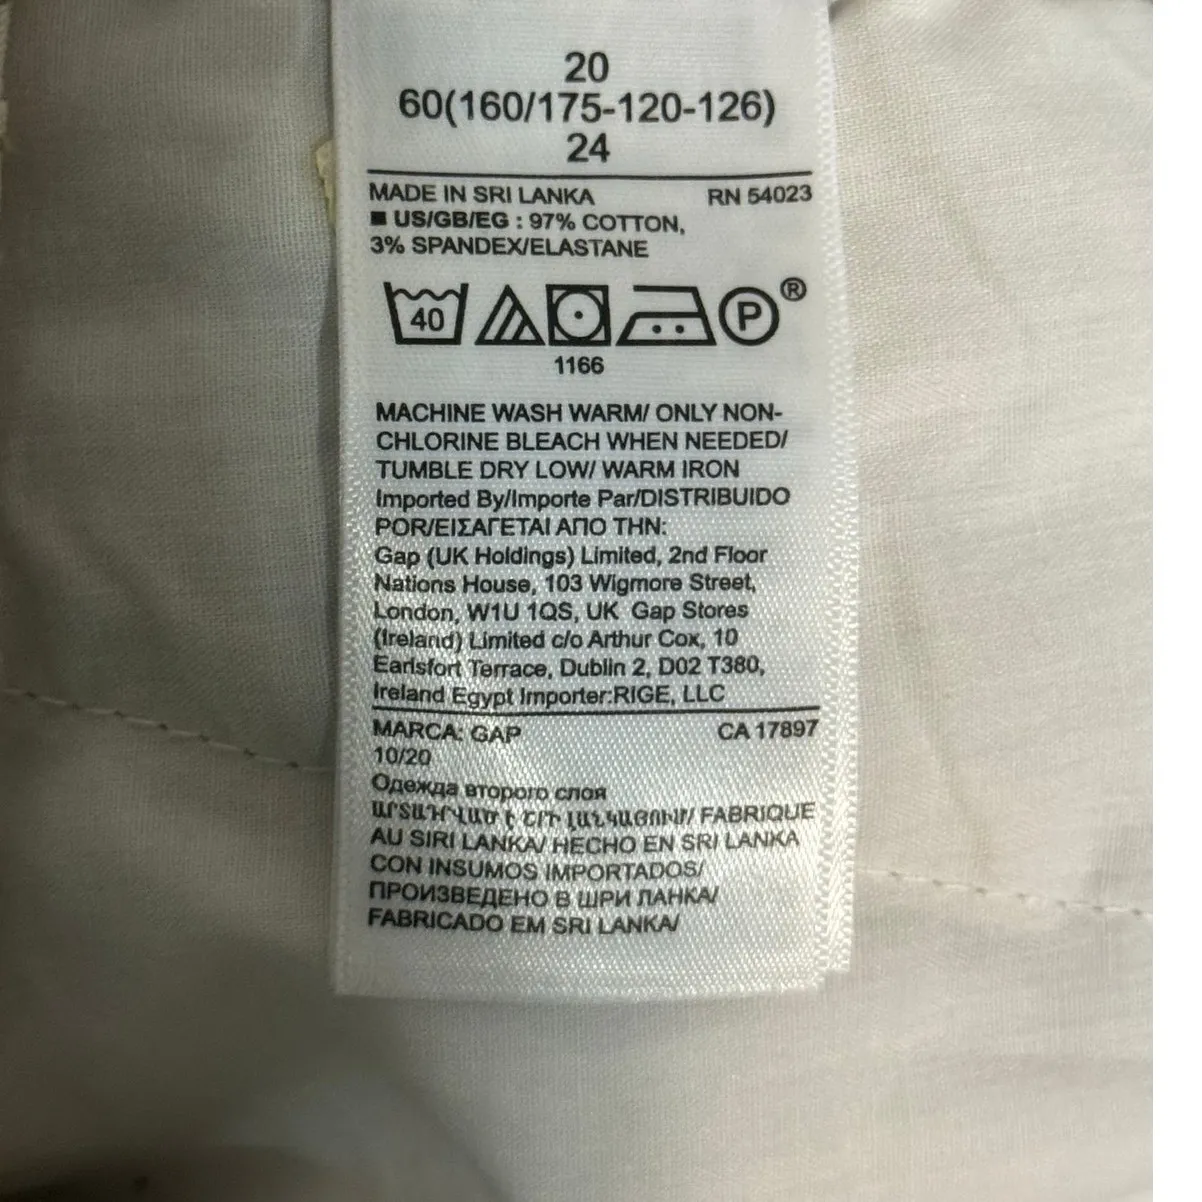 20
60(160/175-120-126)
24
MADE IN SRI LANKA RN 54023
■ US/GB/EG : 97% COTTON,
3% SPANDEX/ELASTANE
40 P ®
1166
MACHINE WASH WARM/ ONLY NON-
CHLORINE BLEACH WHEN NEEDED/
TUMBLE DRY LOW/ WARM IRON
Imported By/Importe Par/DISTRIBUIDO
POR/ΕΙΣΑΓΕΤΑΙ ΑΠΟ ΤΗΝ:
Gap (UK Holdings) Limited, 2nd Floor
Nations House, 103 Wigmore Street,
London, W1U 1QS, UK Gap Stores
(Ireland) Limited c/o Arthur Cox, 10
Earlsfort Terrace, Dublin 2, D02 T380,
Ireland Egypt Importer:RIGE, LLC
MARCA: GAP CA 17897
10/20
Одежда второго слоя
ԱՐՏԱԴՐՎԱԾ Է ՇՐԻ ԼԱՆԿԱՅՈՒՄ/ FABRIQUE
AU SIRI LANKA/ HECHO EN SRI LANKA
CON INSUMOS IMPORTADOS/
ПРОИЗВЕДЕНО В ШРИ ЛАНКА/
FABRICADO EM SRI LANKA/